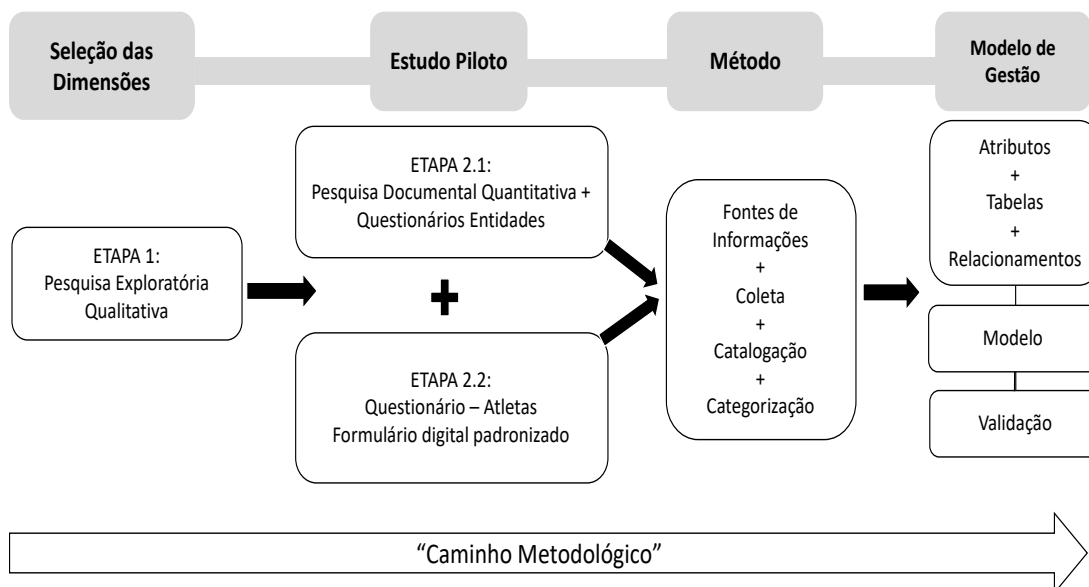 Seleção das
Dimensões
Estudo Piloto
Método
Modelo de
Gestão
ETAPA 1:
Pesquisa Exploratória
Qualitativa
ETAPA 2.1:
Pesquisa Documental Quantitativa +
Questionários Entidades
+
ETAPA 2.2:
Questionário – Atletas
Formulário digital padronizado
Fontes de
Informações
+
Coleta
+
Catalogação
+
Categorização
Atributos
+
Tabelas
+
Relacionamentos
Modelo
Validação
“Caminho Metodológico”